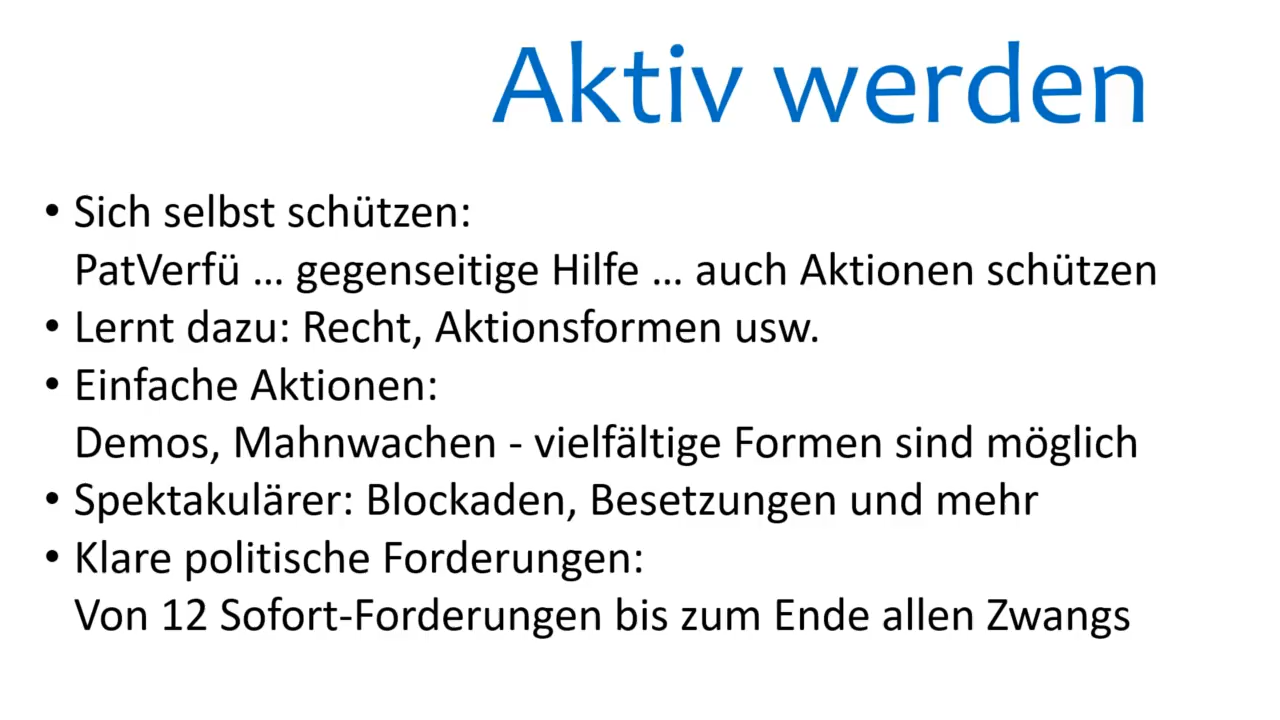 Aktiv werden
• Sich selbst schützen:
PatVerfü ... gegenseitige Hilfe ... auch Aktionen schützen
• Lernt dazu: Recht, Aktionsformen usw.
• Einfache Aktionen:
Demos, Mahnwachen - vielfältige Formen sind möglich
• Spektakulärer: Blockaden, Besetzungen und mehr
• Klare politische Forderungen:
Von 12 Sofort-Forderungen bis zum Ende allen Zwangs